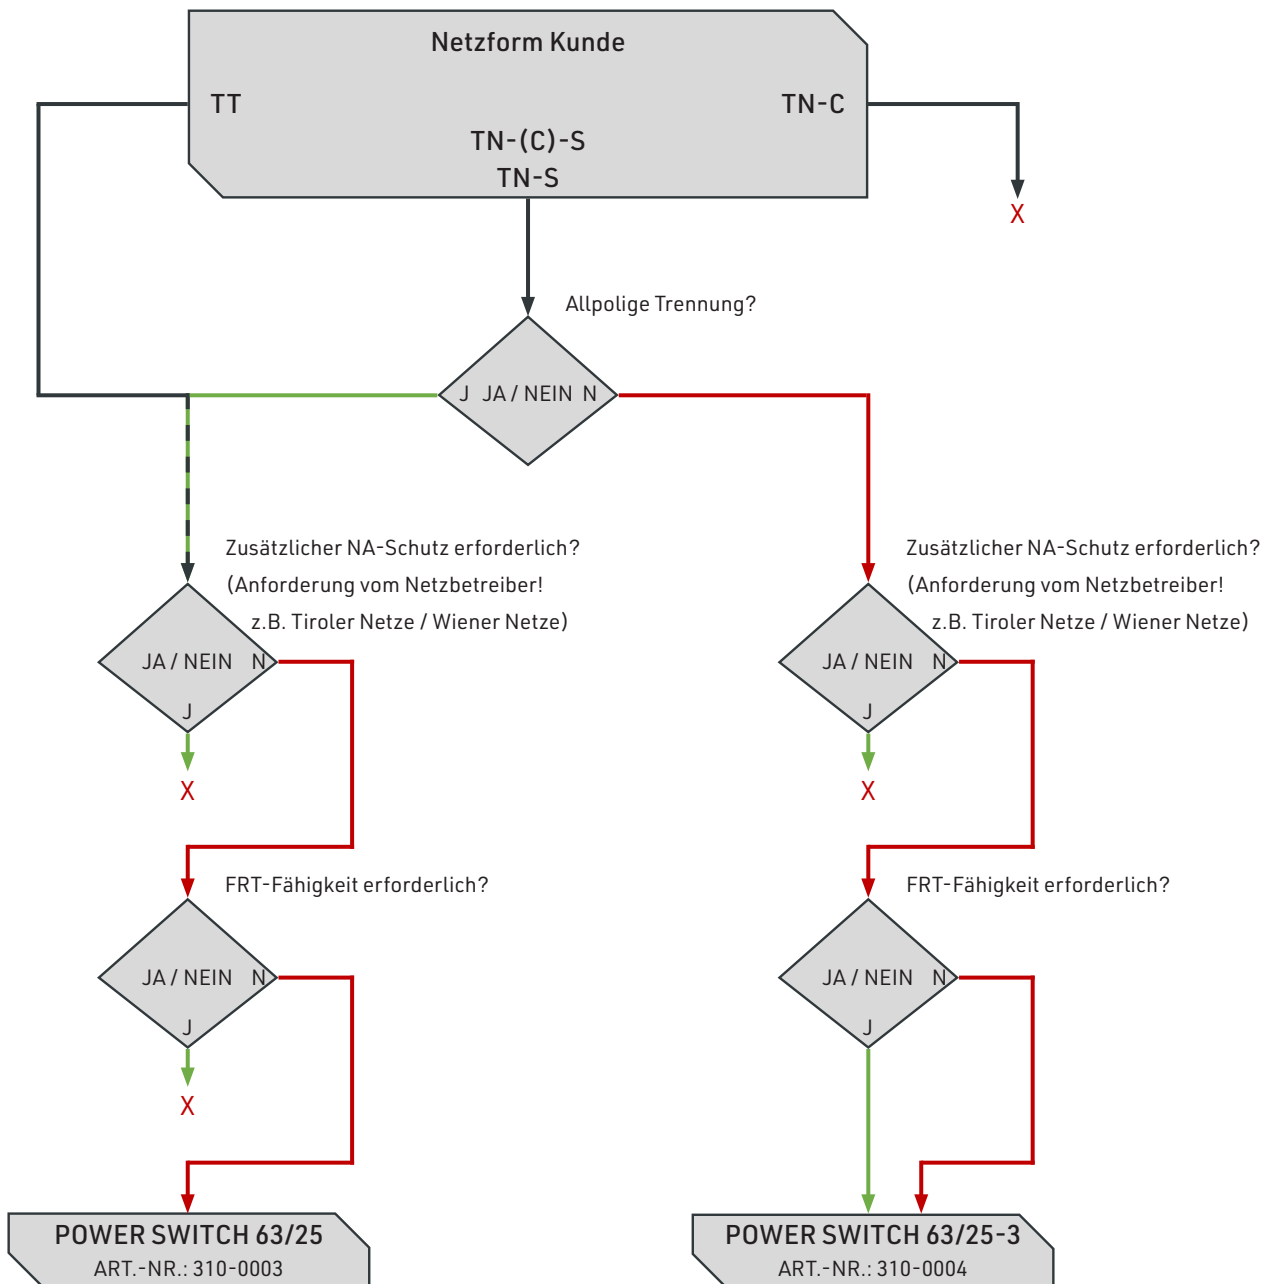 Netzform Kunde
TT
TN-C
TN-(C)-S
TN-S
X
Allpolige Trennung?
J JA / NEIN N
Zusätzlicher NA-Schutz erforderlich?
(Anforderung vom Netzbetreiber!
z.B. Tiroler Netze / Wiener Netze)
JA / NEIN N
J
X
Zusätzlicher NA-Schutz erforderlich?
(Anforderung vom Netzbetreiber!
z.B. Tiroler Netze / Wiener Netze)
JA / NEIN N
J
X
FRT-Fähigkeit erforderlich?
JA / NEIN N
J
X
FRT-Fähigkeit erforderlich?
JA / NEIN N
J
POWER SWITCH 63/25
ART.-NR.: 310-0003
POWER SWITCH 63/25-3
ART.-NR.: 310-0004